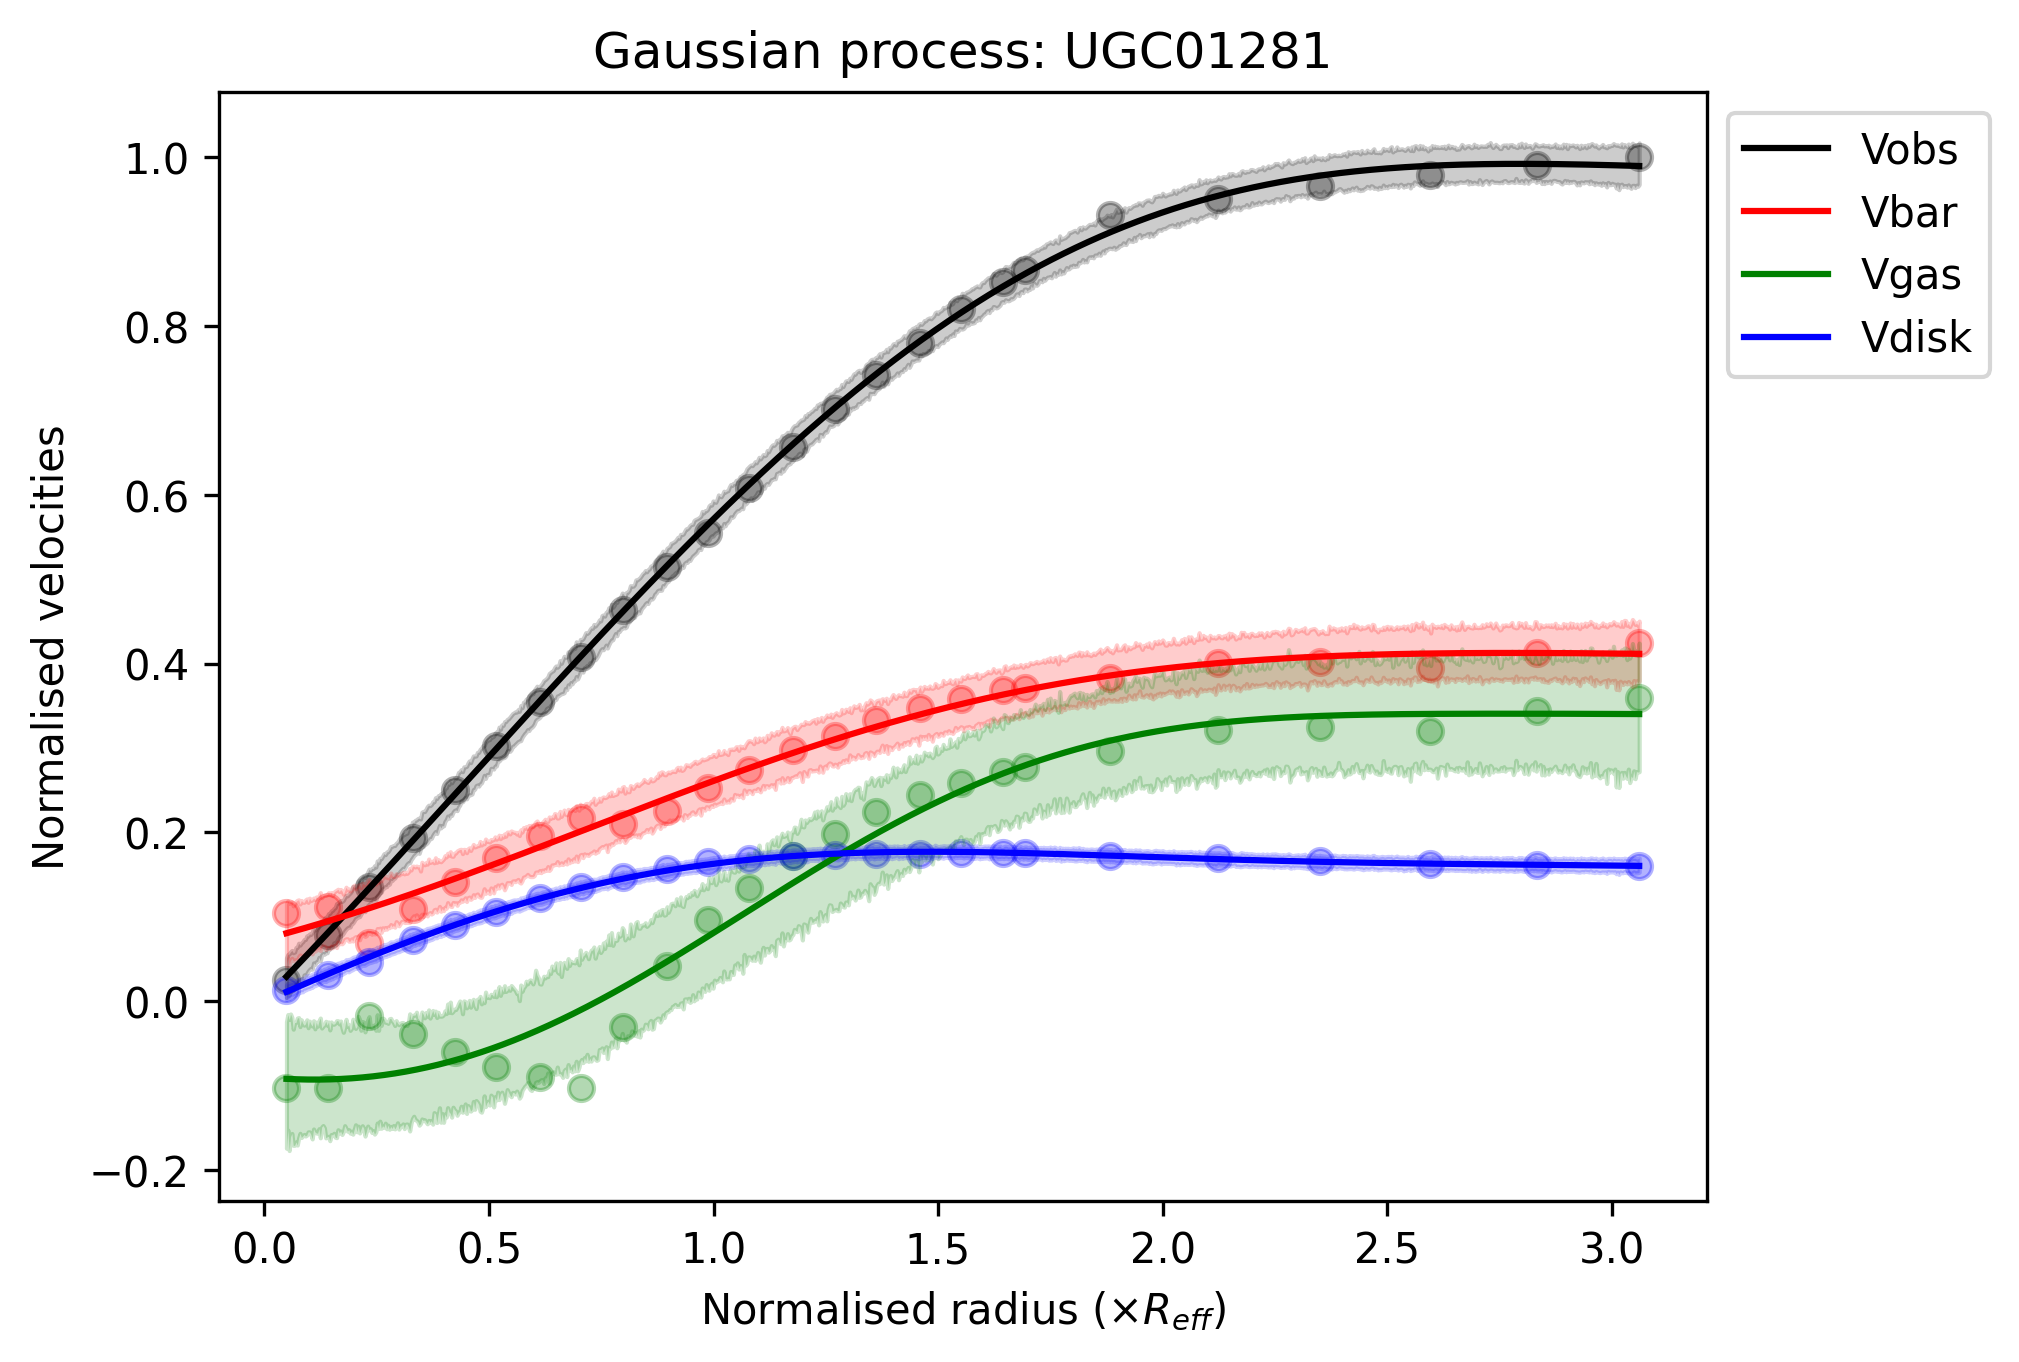 Gaussian process: UGC01281
1.0
0.8
0.6
0.4
0.2
0.0
−0.2
Normalised velocities
0.0 0.5 1.0 1.5 2.0 2.5 3.0
Normalised radius (×R_eff)
Vobs
Vbar
Vgas
Vdisk